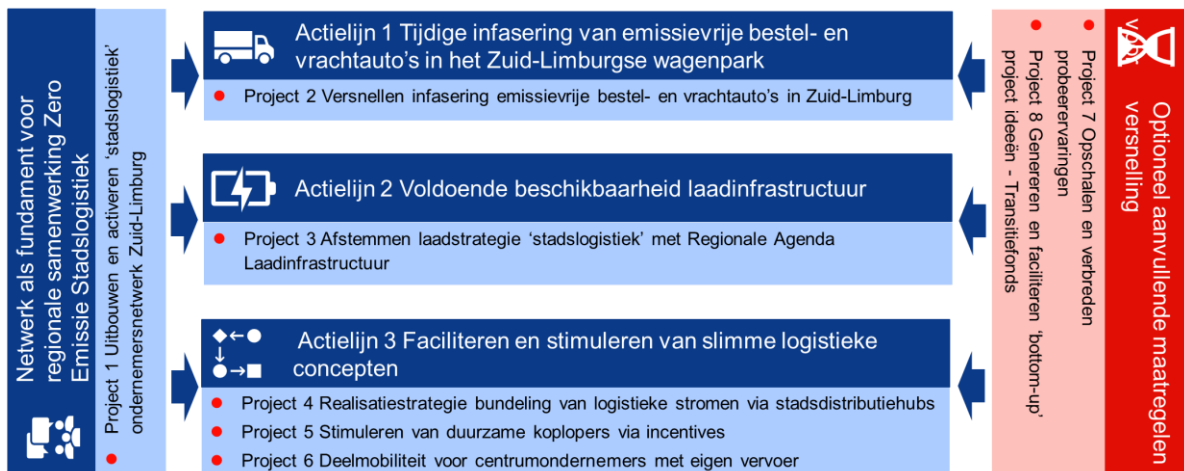 Netwerk als fundament voor
regionale samenwerking Zero
Emissie Stadslogistiek
Project 1 Uitbouwen en activeren ‘stadslogistiek’
ondernemersnetwerk Zuid-Limburg
Actielijn 1 Tijdige infasering van emissievrije bestel- en
vrachtauto’s in het Zuid-Limburgse wagenpark
Project 2 Versnellen infasering emissievrije bestel- en vrachtauto’s in Zuid-Limburg
Actielijn 2 Voldoende beschikbaarheid laadinfrastructuur
Project 3 Afstemmen laadstrategie ‘stadslogistiek’ met Regionale Agenda
Laadinfrastructuur
Actielijn 3 Faciliteren en stimuleren van slimme logistieke
concepten
Project 4 Realisatiestrategie bundeling van logistieke stromen via stadsdistributiehubs
Project 5 Stimuleren van duurzame koplopers via incentives
Project 6 Deelmobiliteit voor centrumondernemers met eigen vervoer
Optioneel aanvullende maatregelen
versnelling
Project 7 Opschalen en verbreden
probeerervaringen
Project 8 Genereren en faciliteren ‘bottom-up’
project ideeën - Transitiefonds